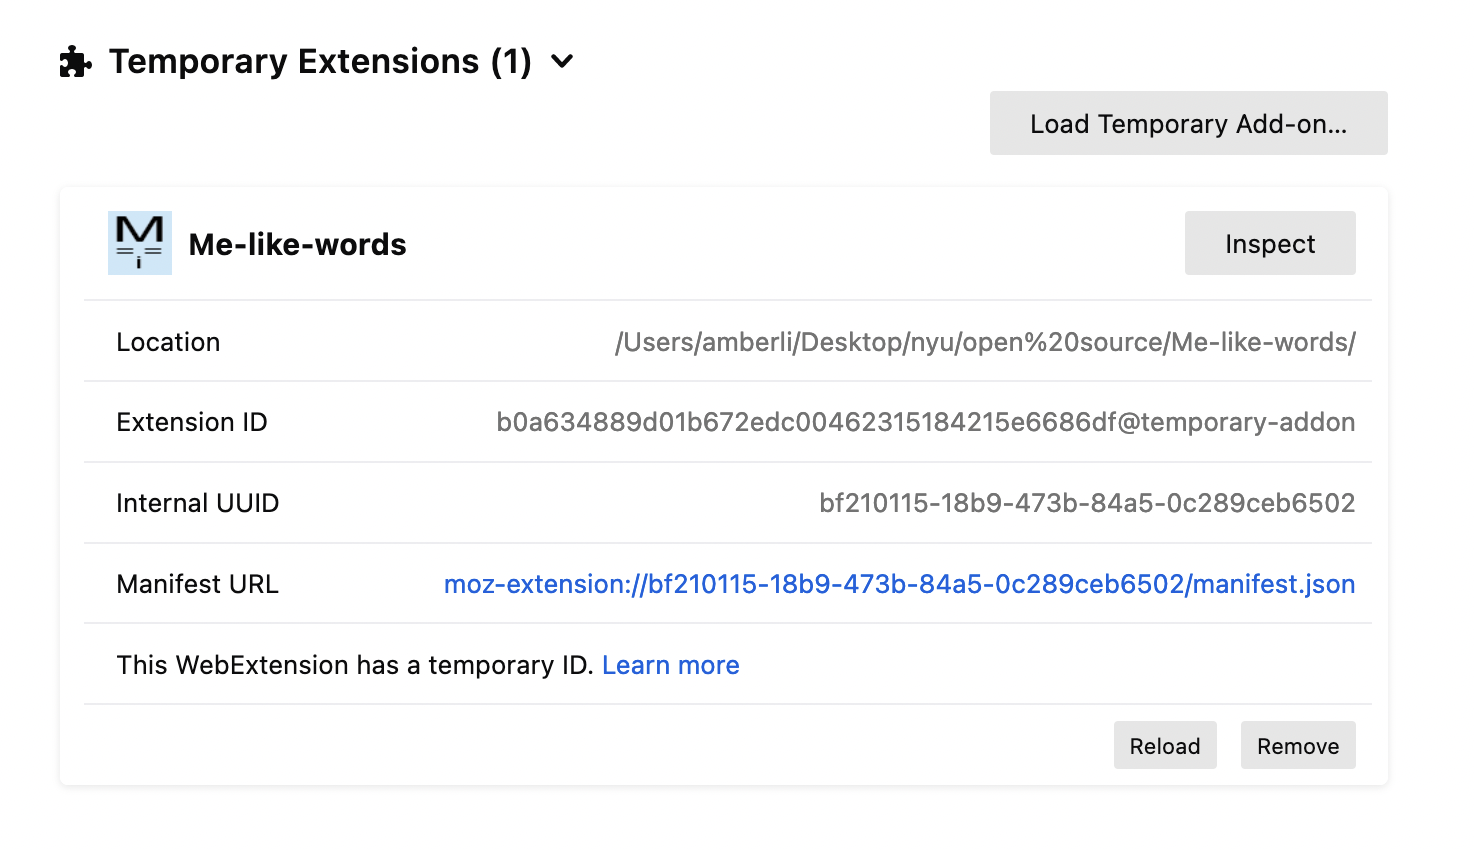 Temporary Extensions (1)
Load Temporary Add-on...
M
i
Me-like-words
Inspect
Location
/Users/amberli/Desktop/nyu/open%20source/Me-like-words/
Extension ID
b0a634889d01b672edc00462315184215e6686df@temporary-addon
Internal UUID
bf210115-18b9-473b-84a5-0c289ceb6502
Manifest URL
moz-extension://bf210115-18b9-473b-84a5-0c289ceb6502/manifest.json
This WebExtension has a temporary ID. Learn more
Reload
Remove